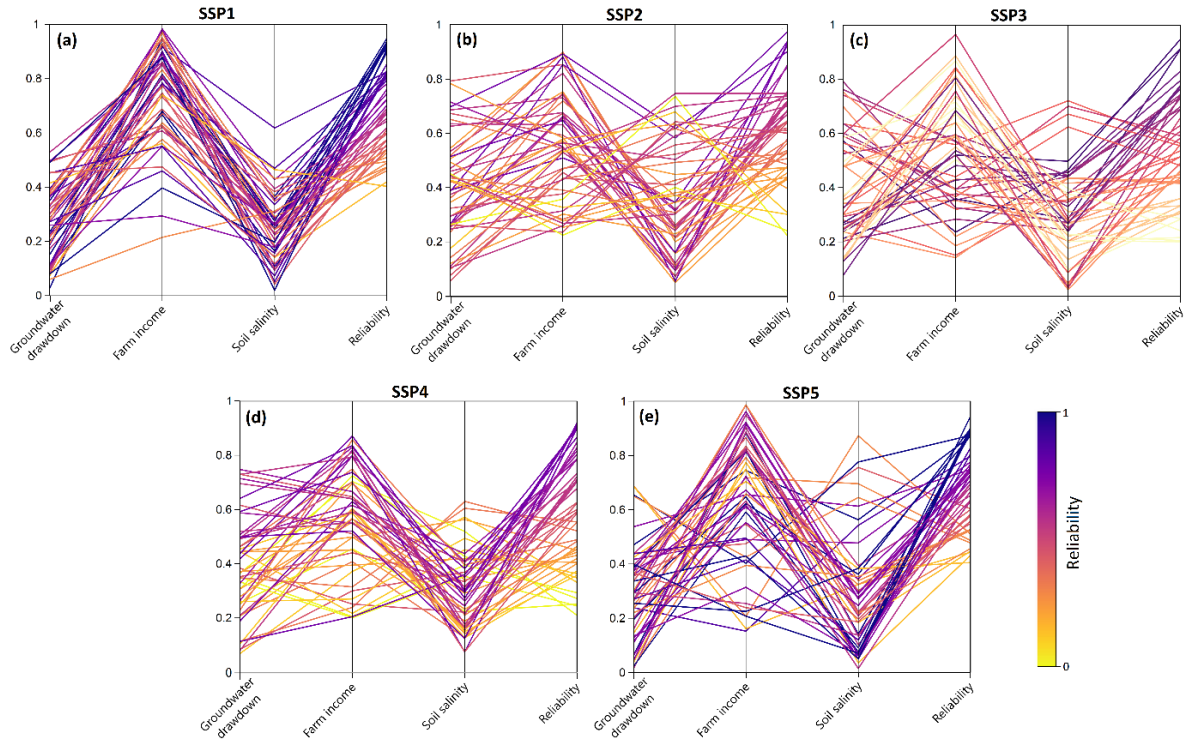 SSP1
SSP2
SSP3
(a)
(b)
(c)
1
0.8
0.6
0.4
0.2
0
1
0.8
0.6
0.4
0.2
0
1
0.8
0.6
0.4
0.2
0
Groundwater
drawdown
Farm income
Soil salinity
Reliability
Groundwater
drawdown
Farm income
Soil salinity
Reliability
Groundwater
drawdown
Farm income
Soil salinity
Reliability
SSP4
SSP5
(d)
(e)
1
0.8
0.6
0.4
0.2
0
1
0.8
0.6
0.4
0.2
0
Groundwater
drawdown
Farm income
Soil salinity
Reliability
Groundwater
drawdown
Farm income
Soil salinity
Reliability
1
Reliability
0